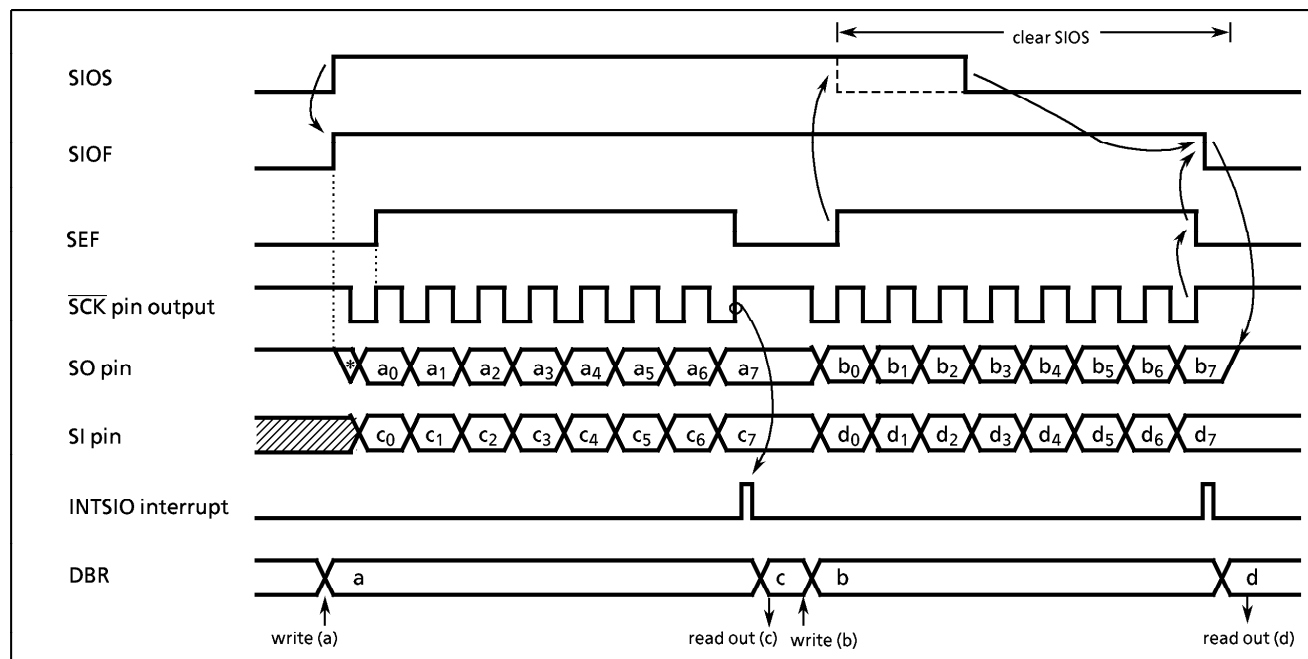 clear SIOS
SIOS
SIOF
SEF
SCK pin output
SO pin * a0 a1 a2 a3 a4 a5 a6 a7 b0 b1 b2 b3 b4 b5 b6 b7
SI pin c0 c1 c2 c3 c4 c5 c6 c7 d0 d1 d2 d3 d4 d5 d6 d7
INTSIO interrupt
DBR a c b d
write (a) read out (c) write (b) read out (d)